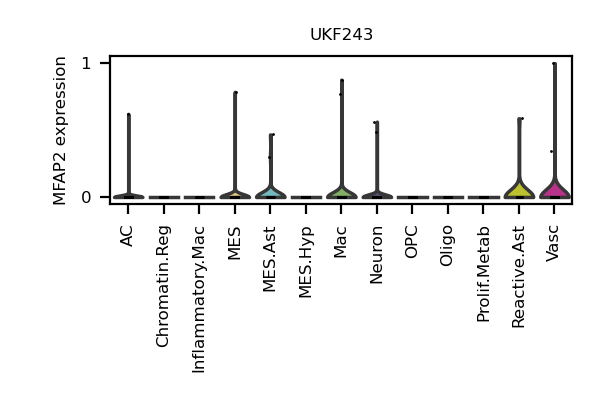 UKF243
MFAP2 expression
1
0
AC
Chromatin.Reg
Inflammatory.Mac
MES
MES.Ast
MES.Hyp
Mac
Neuron
OPC
Oligo
Prolif.Metab
Reactive.Ast
Vasc